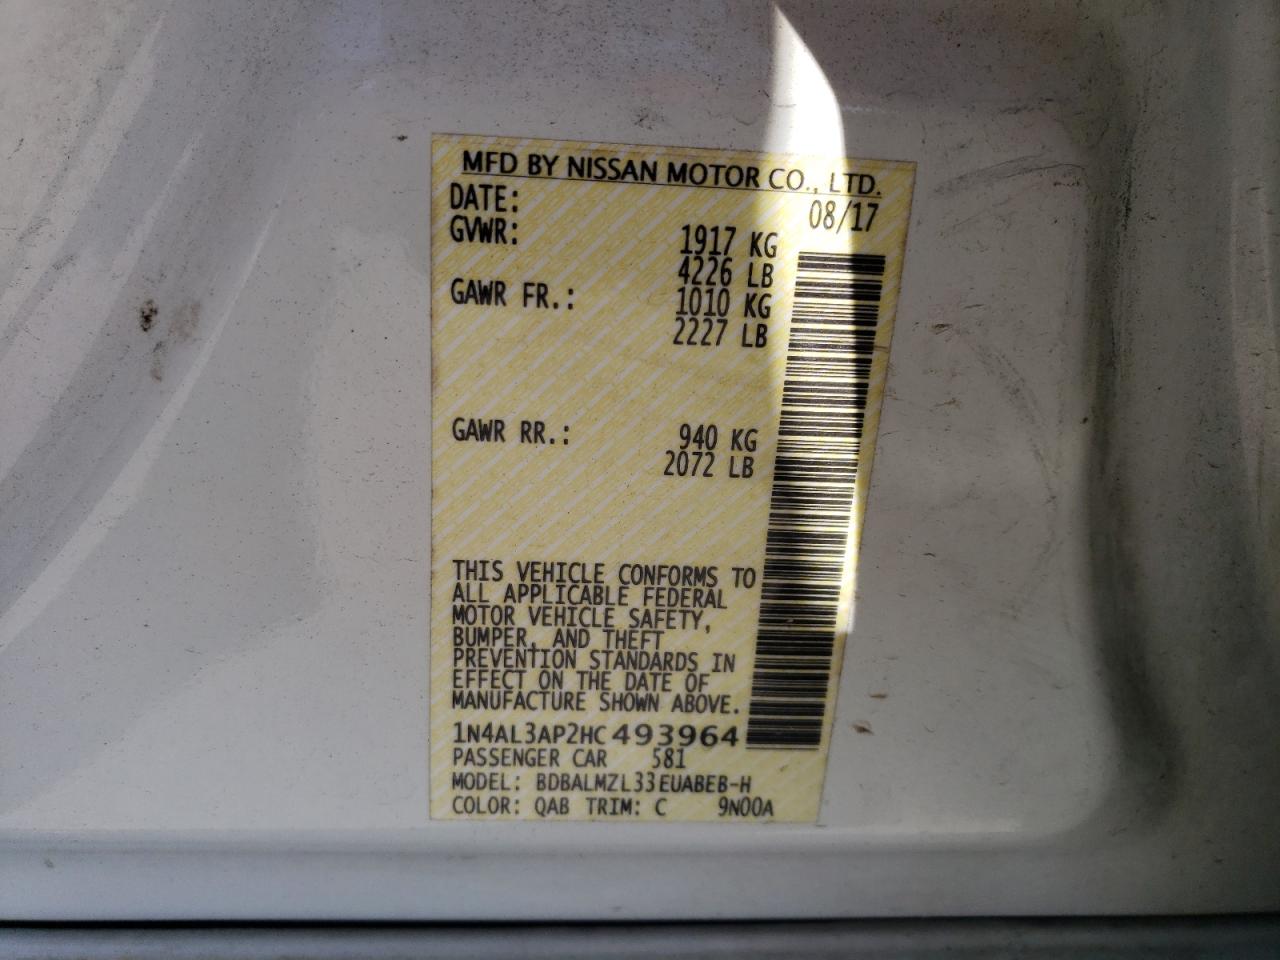 MFD BY NISSAN MOTOR CO., LTD.
DATE: 08/17
GVWR: 1917 KG
4226 LB
GAWR FR.: 1010 KG
2227 LB
GAWR RR.: 940 KG
2072 LB
THIS VEHICLE CONFORMS TO
ALL APPLICABLE FEDERAL
MOTOR VEHICLE SAFETY,
BUMPER, AND THEFT
PREVENTION STANDARDS IN
EFFECT ON THE DATE OF
MANUFACTURE SHOWN ABOVE.
1N4AL3AP2HC493964
PASSENGER CAR 581
MODEL: BDBALMZL33EUABEB-H
COLOR: QAB TRIM: C 9N00A